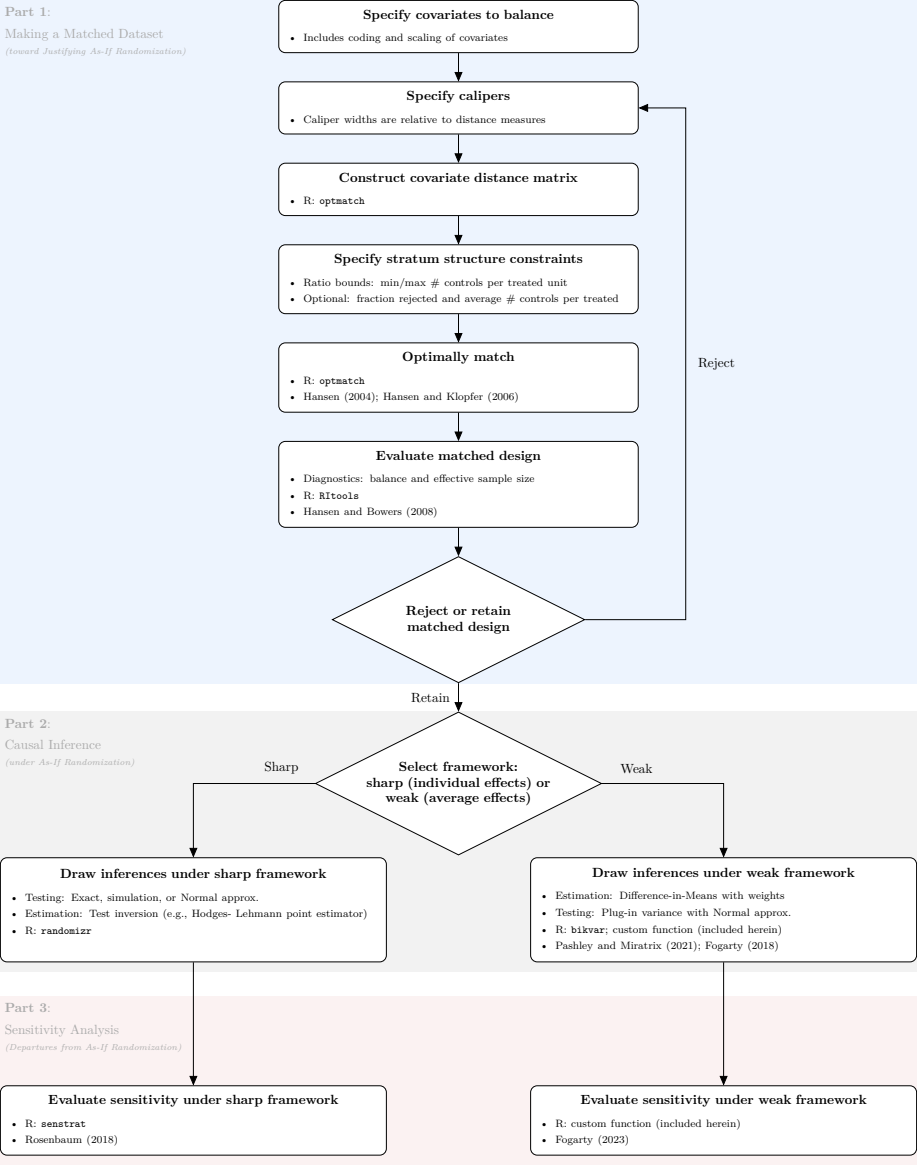 Part 1:
Making a Matched Dataset
(toward Justifying As-If Randomization)
Specify covariates to balance
• Includes coding and scaling of covariates
Specify calipers
• Caliper widths are relative to distance measures
Construct covariate distance matrix
• R: optmatch
Specify stratum structure constraints
• Ratio bounds: min/max # controls per treated unit
• Optional: fraction rejected and average # controls per treated
Optimally match
• R: optmatch
• Hansen (2004); Hansen and Klopfer (2006)
Reject
Evaluate matched design
• Diagnostics: balance and effective sample size
• R: RItools
• Hansen and Bowers (2008)
Reject or retain
matched design
Retain
Part 2:
Causal Inference
(under As-If Randomization)
Select framework:
sharp (individual effects) or
weak (average effects)
Sharp
Weak
Draw inferences under sharp framework
• Testing: Exact, simulation, or Normal approx.
• Estimation: Test inversion (e.g., Hodges- Lehmann point estimator)
• R: randomizr
Draw inferences under weak framework
• Estimation: Difference-in-Means with weights
• Testing: Plug-in variance with Normal approx.
• R: bikvar; custom function (included herein)
• Pashley and Miratrix (2021); Fogarty (2018)
Part 3:
Sensitivity Analysis
(Departures from As-If Randomization)
Evaluate sensitivity under sharp framework
• R: senstrat
• Rosenbaum (2018)
Evaluate sensitivity under weak framework
• R: custom function (included herein)
• Fogarty (2023)